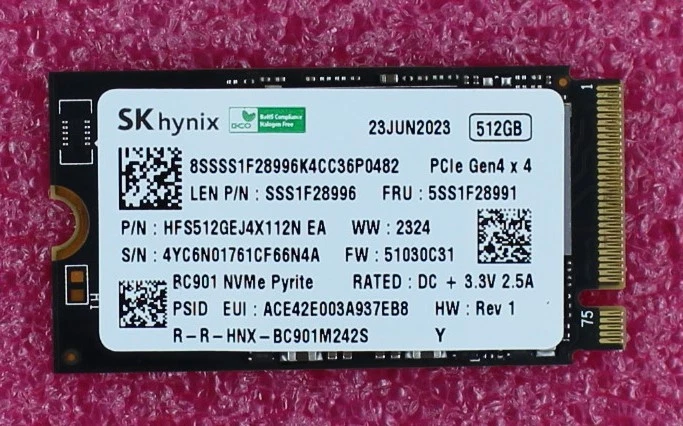 SK hynix
GCO
RoHS Compliance
Halogen Free
23JUN2023
512GB
1
8SSSS1F28996K4CC36P0482 PCIe Gen4 x 4
LEN P/N : SSS1F28996 FRU : 5SS1F28991
P/N : HFS512GEJ4X112N EA WW : 2324
S/N : 4YC6N01761CF66N4A FW : 51030C31
BC901 NVMe Pyrite RATED : DC + 3.3V 2.5A
PSID EUI : ACE42E003A937EB8 HW : Rev 1
R-R-HNX-BC901M242S Y
75